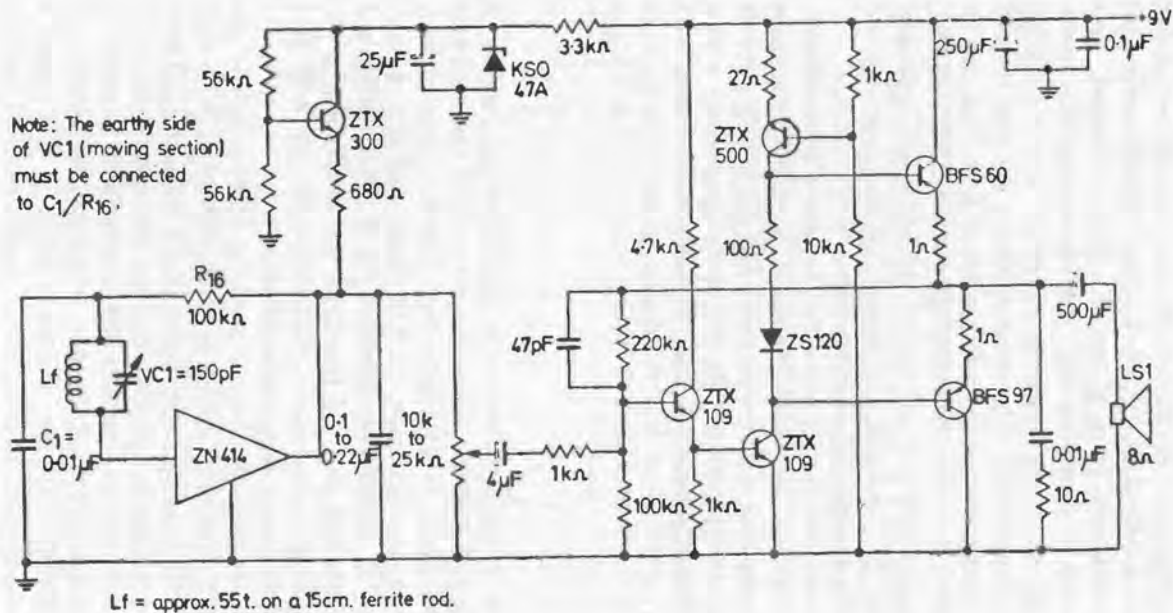 +9V
3·3kΩ
25µF
KSO
47A
250µF
0·1µF
56kΩ
27Ω
1kΩ
Note: The earthy side
of VC1 (moving section)
must be connected
to C₁/R₁₆.
ZTX
300
ZTX
500
BFS 60
56kΩ
680Ω
4·7kΩ
100Ω
10kΩ
1Ω
R₁₆
100kΩ
500µF
47pF
220kΩ
ZS120
1Ω
Lf
VC1 = 150pF
LS1
ZTX
109
BFS 97
C₁ =
0·01µF
ZN 414
0·1
to
0·22µF
10k
to
25kΩ
4µF
1kΩ
ZTX
109
0·01µF
8Ω
100kΩ
1kΩ
10Ω
Lf = approx. 55t. on a 15cm. ferrite rod.